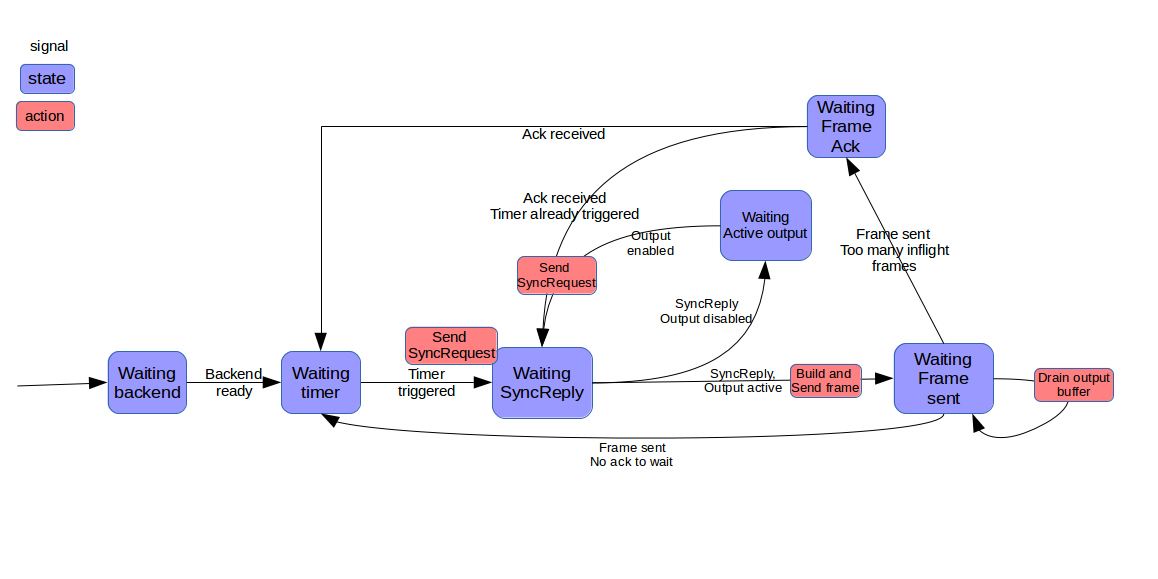 signal
state
action
Waiting
Frame
Ack
Ack received
Ack received
Timer already triggered
Waiting
Active output
Output
enabled
Frame sent
Too many inflight
frames
Send
SyncRequest
SyncReply
Output disabled
Send
SyncRequest
Waiting
backend
Backend
ready
Waiting
timer
Timer
triggered
Waiting
SyncReply
SyncReply,
Output active
Build and
Send frame
Waiting
Frame
sent
Drain output
buffer
Frame sent
No ack to wait